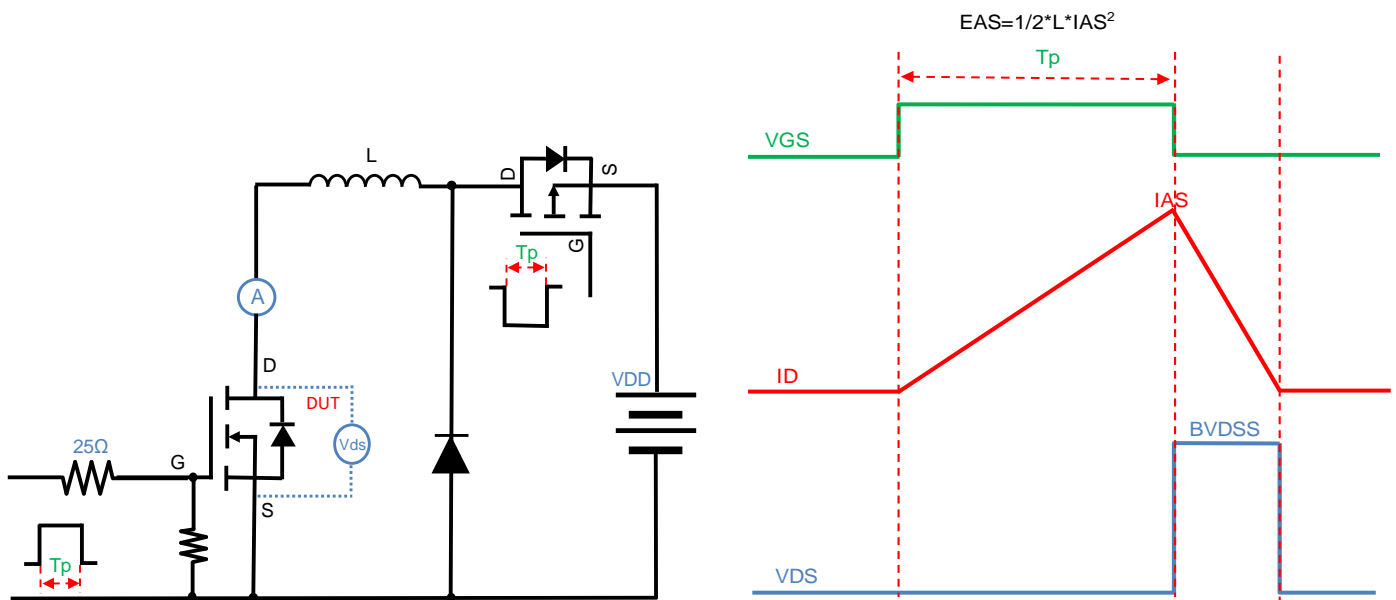 EAS=1/2*L*IAS²
Tp
VGS
L
D
S
G
Tp
IAS
A
D
DUT
Vds
VDD
ID
25Ω
G
S
BVDSS
Tp
VDS